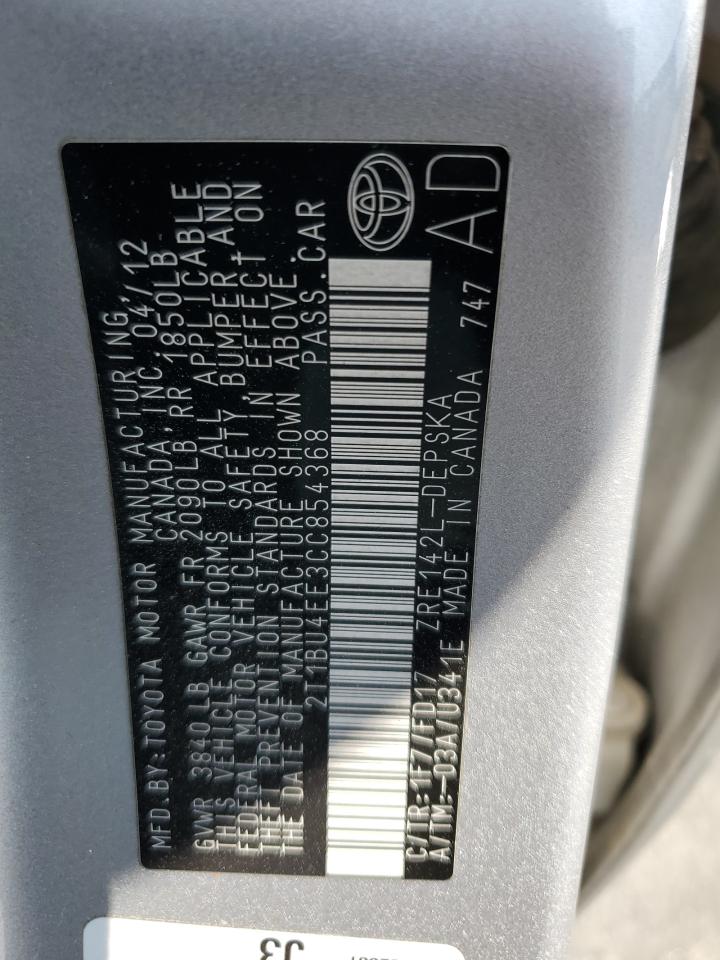 MFD.BY:TOYOTA MOTOR MANUFACTURING,
CANADA,INC. 04/12
GVWR 3840LB GAWR FR 2090LB,RR 1850LB
THIS VEHICLE CONFORMS TO ALL APPLICABLE
FEDERAL MOTOR VEHICLE SAFETY,BUMPER,AND
THEFT PREVENTION STANDARDS IN EFFECT ON
THE DATE OF MANUFACTURE SHOWN ABOVE.
2T1BU4EE3CC854368 PASS.CAR
C/TR:1F7/FD17 ZRE142L-DEPSKA
A/TM:-03A/U341E MADE IN CANADA 747
AD
J3